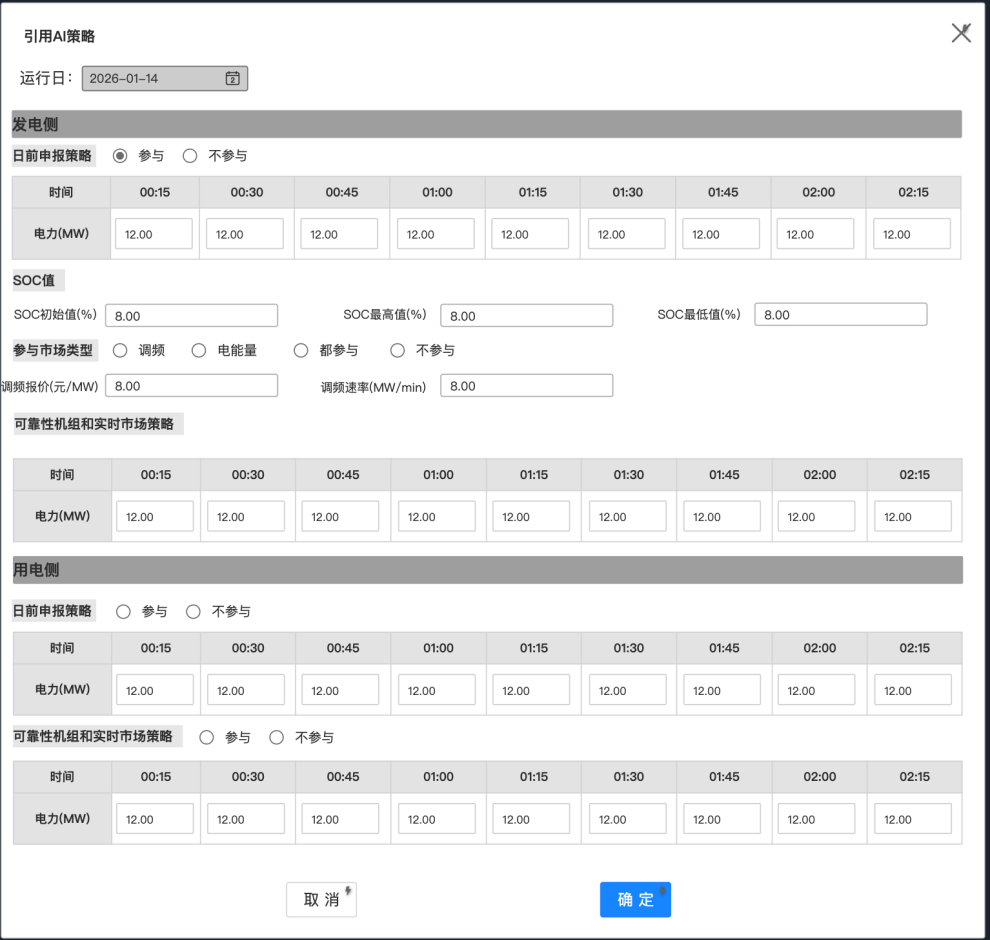 引用AI策略
运行日： 2026-01-14 2
发电侧
日前申报策略 参与 不参与
时间 00:15 00:30 00:45 01:00 01:15 01:30 01:45 02:00 02:15
电力(MW) 12.00 12.00 12.00 12.00 12.00 12.00 12.00 12.00 12.00
SOC值
SOC初始值(%) 8.00 SOC最高值(%) 8.00 SOC最低值(%) 8.00
参与市场类型 调频 电能量 都参与 不参与
调频报价(元/MW) 8.00 调频速率(MW/min) 8.00
可靠性机组和实时市场策略
时间 00:15 00:30 00:45 01:00 01:15 01:30 01:45 02:00 02:15
电力(MW) 12.00 12.00 12.00 12.00 12.00 12.00 12.00 12.00 12.00
用电侧
日前申报策略 参与 不参与
时间 00:15 00:30 00:45 01:00 01:15 01:30 01:45 02:00 02:15
电力(MW) 12.00 12.00 12.00 12.00 12.00 12.00 12.00 12.00 12.00
可靠性机组和实时市场策略 参与 不参与
时间 00:15 00:30 00:45 01:00 01:15 01:30 01:45 02:00 02:15
电力(MW) 12.00 12.00 12.00 12.00 12.00 12.00 12.00 12.00 12.00
取 消 确 定